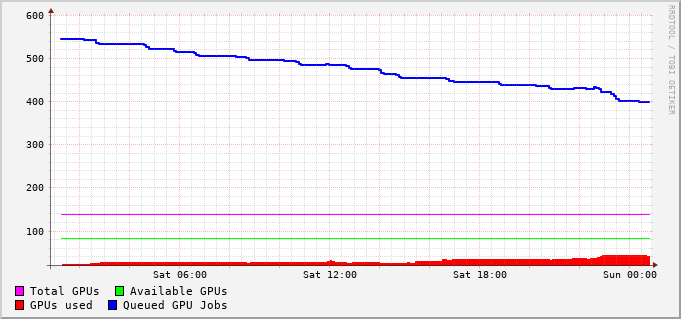 600
500
400
300
200
100
Sat 06:00 Sat 12:00 Sat 18:00 Sun 00:00
Total GPUs Available GPUs
GPUs used Queued GPU Jobs
RRDTOOL / TOBI OETIKER